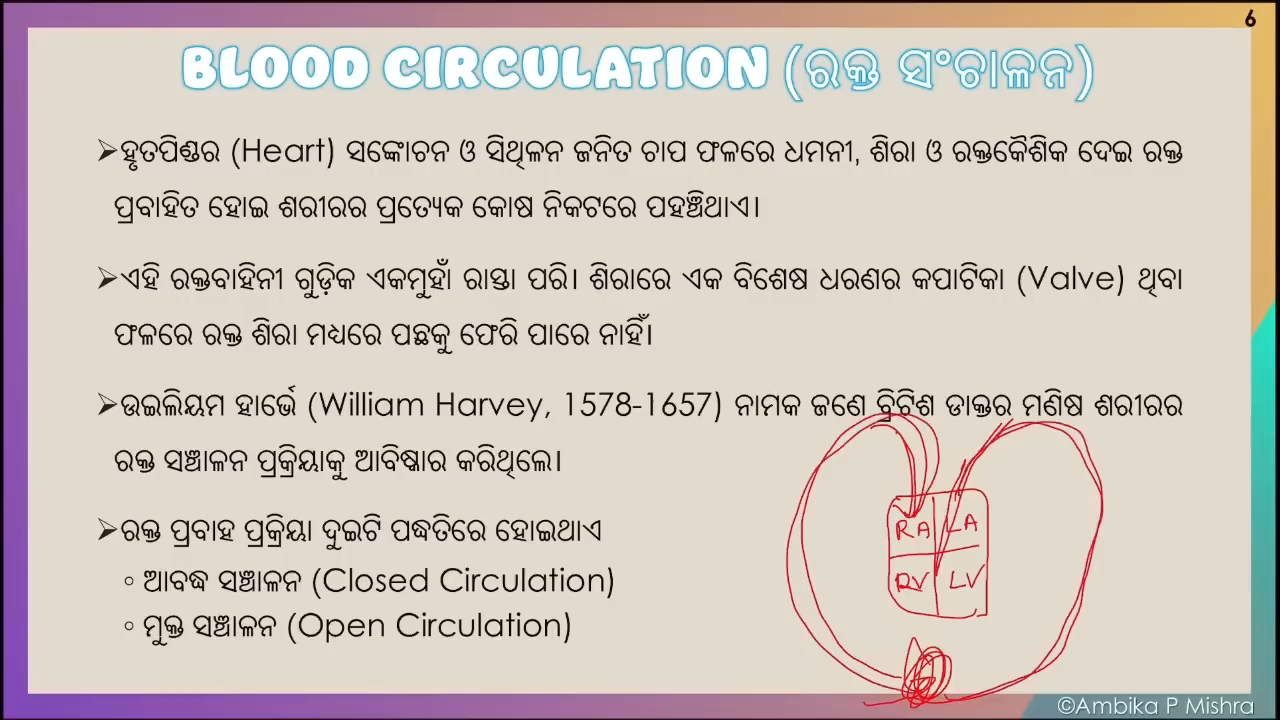 6
BLOOD CIRCULATION (ରକ୍ତ ସଂଚାଳନ)
➢ହୃତପିଣ୍ଡର (Heart) ସଙ୍କୋଚନ ଓ ସିଥିଳନ ଜନିତ ଚାପ ଫଳରେ ଧମନୀ, ଶିରା ଓ ରକ୍ତକୈଶିକ ଦେଇ ରକ୍ତ
ପ୍ରବାହିତ ହୋଇ ଶରୀରର ପ୍ରତ୍ୟେକ କୋଷ ନିକଟରେ ପହଞ୍ଚିଥାଏ।
➢ଏହି ରକ୍ତବାହିନୀ ଗୁଡ଼ିକ ଏକମୁହାଁ ରାସ୍ତା ପରି। ଶିରାରେ ଏକ ବିଶେଷ ଧରଣର କପାଟିକା (Valve) ଥିବା
ଫଳରେ ରକ୍ତ ଶିରା ମଧ୍ୟରେ ପଛକୁ ଫେରି ପାରେ ନାହିଁ।
➢ଉଇଲିୟମ ହାର୍ଭେ (William Harvey, 1578-1657) ନାମକ ଜଣେ ବ୍ରିଟିଶ ଡାକ୍ତର ମଣିଷ ଶରୀରର
ରକ୍ତ ସଞ୍ଚାଳନ ପ୍ରକ୍ରିୟାକୁ ଆବିଷ୍କାର କରିଥିଲେ।
➢ରକ୍ତ ପ୍ରବାହ ପ୍ରକ୍ରିୟା ଦୁଇଟି ପଦ୍ଧତିରେ ହୋଇଥାଏ
◦ ଆବଦ୍ଧ ସଞ୍ଚାଳନ (Closed Circulation)
◦ ମୁକ୍ତ ସଞ୍ଚାଳନ (Open Circulation)
RA LA
RV LV
©Ambika P Mishra